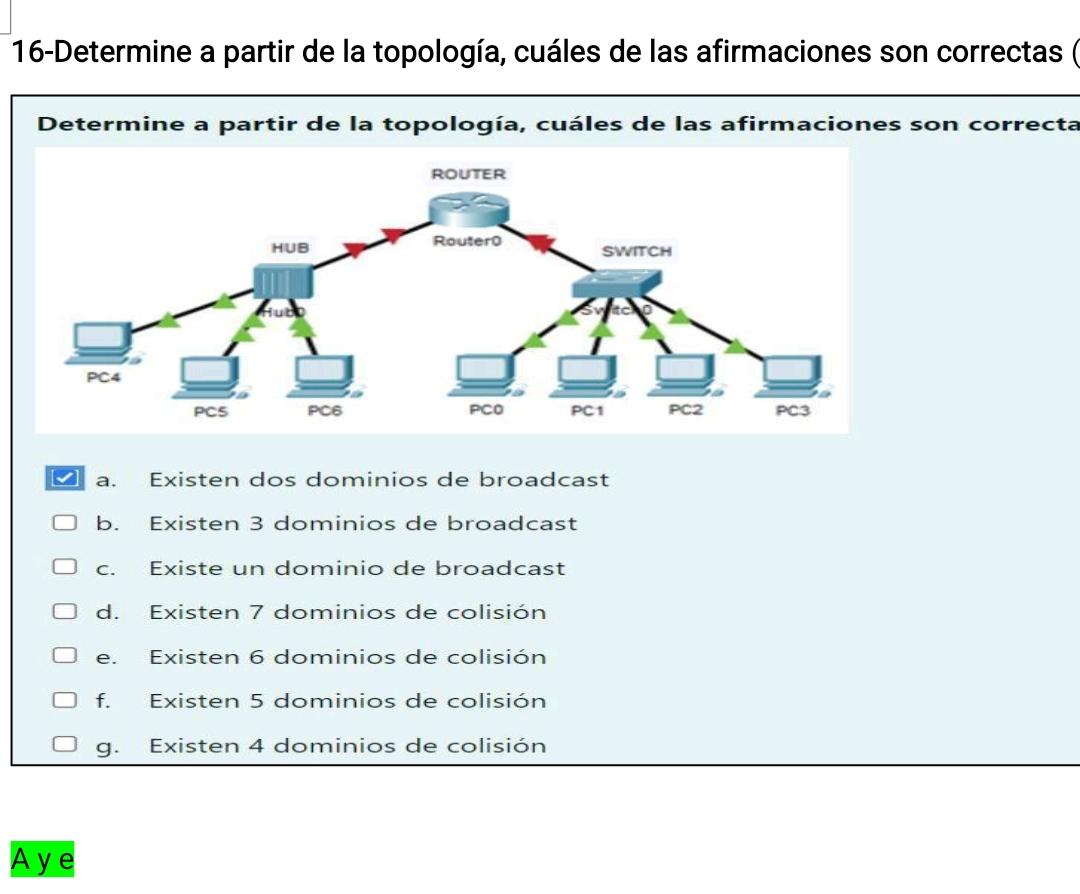 16-Determine a partir de la topología, cuáles de las afirmaciones son correctas (
Determine a partir de la topología, cuáles de las afirmaciones son correcta
ROUTER
Router0
HUB
SWITCH
Hub0
Switch0
PC4
PC5
PC6
PC0
PC1
PC2
PC3
a. Existen dos dominios de broadcast
b. Existen 3 dominios de broadcast
c. Existe un dominio de broadcast
d. Existen 7 dominios de colisión
e. Existen 6 dominios de colisión
f. Existen 5 dominios de colisión
g. Existen 4 dominios de colisión
A y e